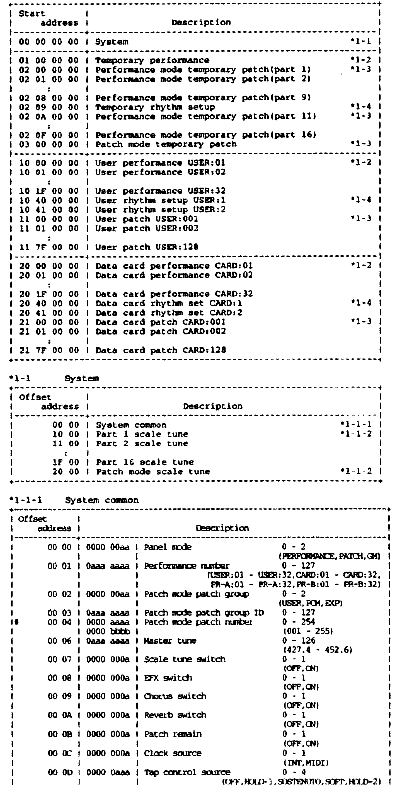 Start
address | Description
00 00 00 00 | System *1-1
01 00 00 00 | Temporary performance *1-2
02 00 00 00 | Performance mode temporary patch(part 1) *1-3
02 01 00 00 | Performance mode temporary patch(part 2)
:
02 08 00 00 | Performance mode temporary patch(part 9)
02 09 00 00 | Temporary rhythm setup *1-4
02 0A 00 00 | Performance mode temporary patch(part 11) *1-3
:
02 0F 00 00 | Performance mode temporary patch(part 16)
03 00 00 00 | Patch mode temporary patch *1-3
10 00 00 00 | User performance USER:01 *1-2
10 01 00 00 | User performance USER:02
:
10 1F 00 00 | User performance USER:32
10 40 00 00 | User rhythm setup USER:1 *1-4
10 41 00 00 | User rhythm setup USER:2
11 00 00 00 | User patch USER:001 *1-3
11 01 00 00 | User patch USER:002
:
11 7F 00 00 | User patch USER:128
20 00 00 00 | Data card performance CARD:01 *1-2
20 01 00 00 | Data card performance CARD:02
:
20 1F 00 00 | Data card performance CARD:32
20 40 00 00 | Data card rhythm set CARD:1 *1-4
20 41 00 00 | Data card rhythm set CARD:2
21 00 00 00 | Data card patch CARD:001 *1-3
21 01 00 00 | Data card patch CARD:002
:
21 7F 00 00 | Data card patch CARD:128
*1-1 System
Offset
address | Description
00 00 | System common *1-1-1
10 00 | Part 1 scale tune *1-1-2
11 00 | Part 2 scale tune
:
1F 00 | Part 16 scale tune
20 00 | Patch mode scale tune *1-1-2
*1-1-1 System common
Offset
address | Description
00 00 | 0000 00aa | Panel mode 0 - 2
(PERFORMANCE,PATCH,GM)
00 01 | 0aaa aaaa | Performance number 0 - 127
(USER:01 - USER:32,CARD:01 - CARD:32,
PR-A:01 - PR-A:32,PR-B:01 - PR-B:32)
00 02 | 0000 00aa | Patch mode patch group 0 - 2
(USER,PCM,EXP)
00 03 | 0aaa aaaa | Patch mode patch group ID 0 - 127
# 00 04 | 0000 aaaa | Patch mode patch number 0 - 254
0000 bbbb | (001 - 255)
00 06 | 0aaa aaaa | Master tune 0 - 126
(427.4 - 452.6)
00 07 | 0000 000a | Scale tune switch 0 - 1
(OFF,ON)
00 08 | 0000 000a | EFX switch 0 - 1
(OFF,ON)
00 09 | 0000 000a | Chorus switch 0 - 1
(OFF,ON)
00 0A | 0000 000a | Reverb switch 0 - 1
(OFF,ON)
00 0B | 0000 000a | Patch remain 0 - 1
(OFF,ON)
00 0C | 0000 000a | Clock source 0 - 1
(INT,MIDI)
00 0D | 0000 0aaa | Tap control source 0 - 4
(OFF,HOLD-1,SOSTENUTO,SOFT,HOLD-2)